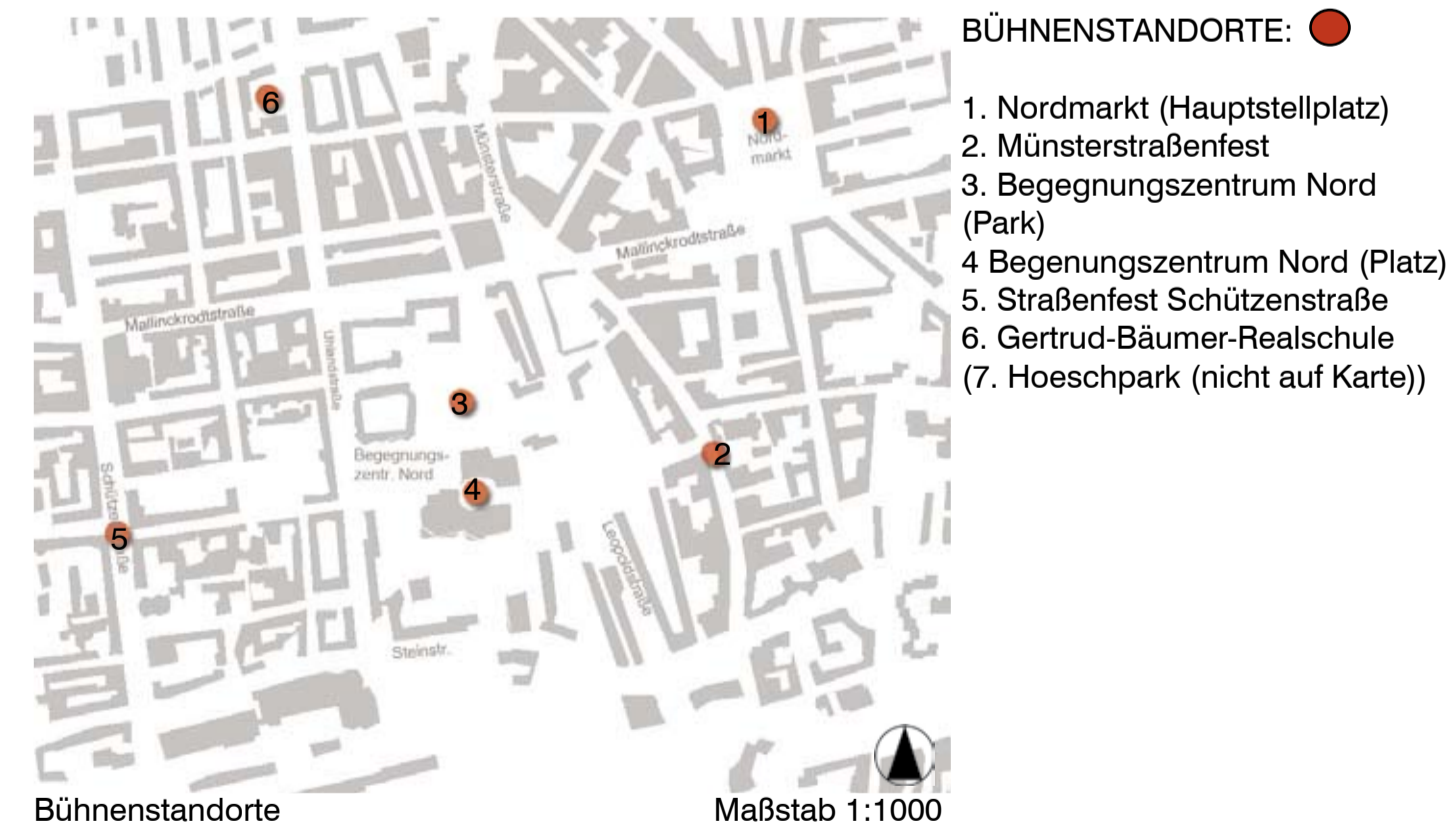 BÜHNENSTANDORTE:
1. Nordmarkt (Hauptstellplatz)
2. Münsterstraßenfest
3. Begegnungszentrum Nord
(Park)
4 Begenungszentrum Nord (Platz)
5. Straßenfest Schützenstraße
6. Gertrud-Bäumer-Realschule
(7. Hoeschpark (nicht auf Karte))
6
1
Nord-
markt
Münsterstraße
Mallinckrodtstraße
Mallinckrodtstraße
Uhlandstraße
3
Begegnungs-
zentr. Nord
2
4
5
Leopoldstraße
Steinstr.
Bühnenstandorte
Maßstab 1:1000